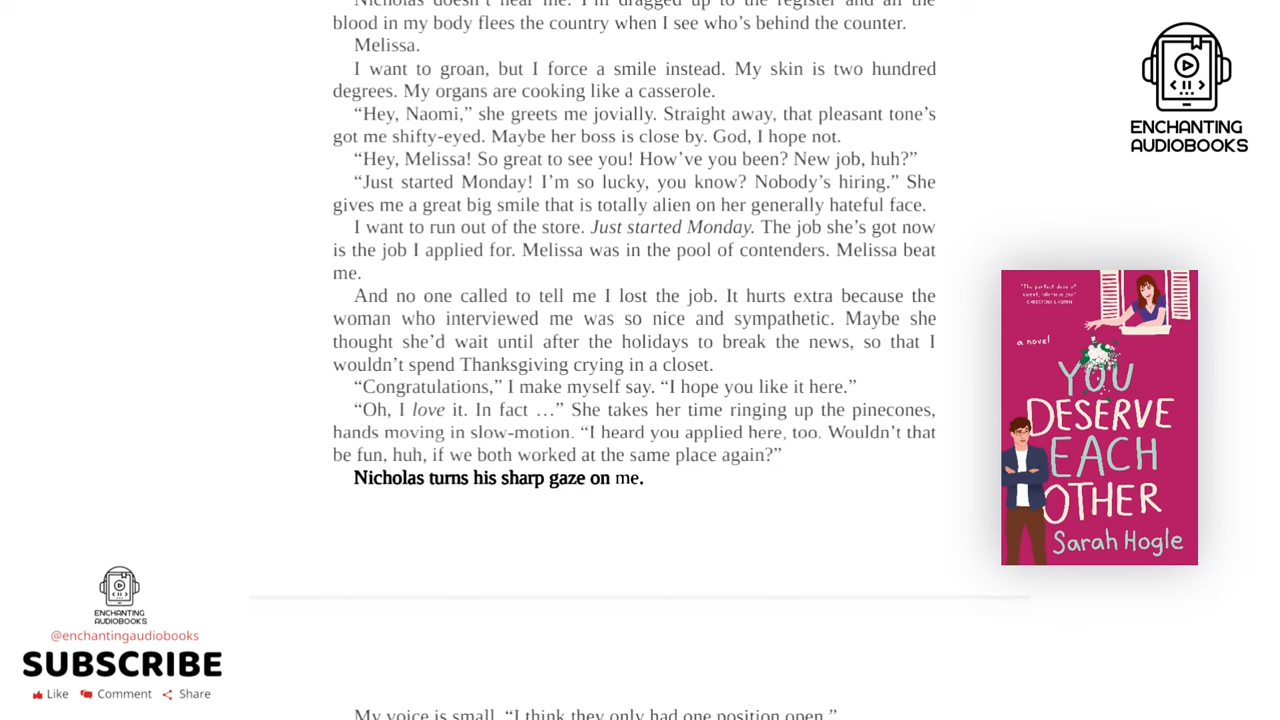 Nicholas doesn't hear me. I'm dragged up to the register and all the
blood in my body flees the country when I see who's behind the counter.
Melissa.
I want to groan, but I force a smile instead. My skin is two hundred
degrees. My organs are cooking like a casserole.
“Hey, Naomi,” she greets me jovially. Straight away, that pleasant tone’s
got me shifty-eyed. Maybe her boss is close by. God, I hope not.
“Hey, Melissa! So great to see you! How’ve you been? New job, huh?”
“Just started Monday! I’m so lucky, you know? Nobody’s hiring.” She
gives me a great big smile that is totally alien on her generally hateful face.
I want to run out of the store. Just started Monday. The job she’s got now
is the job I applied for. Melissa was in the pool of contenders. Melissa beat
me.
And no one called to tell me I lost the job. It hurts extra because the
woman who interviewed me was so nice and sympathetic. Maybe she
thought she’d wait until after the holidays to break the news, so that I
wouldn’t spend Thanksgiving crying in a closet.
“Congratulations,” I make myself say. “I hope you like it here.”
“Oh, I love it. In fact …” She takes her time ringing up the pinecones,
hands moving in slow-motion. “I heard you applied here, too. Wouldn’t that
be fun, huh, if we both worked at the same place again?”
Nicholas turns his sharp gaze on me.
My voice is small. “I think they only had one position open.”
ENCHANTING
AUDIOBOOKS
a novel
YOU
DESERVE
EACH
OTHER
Sarah Hogle
ENCHANTING
AUDIOBOOKS
@enchantingaudiobooks
SUBSCRIBE
Like Comment Share